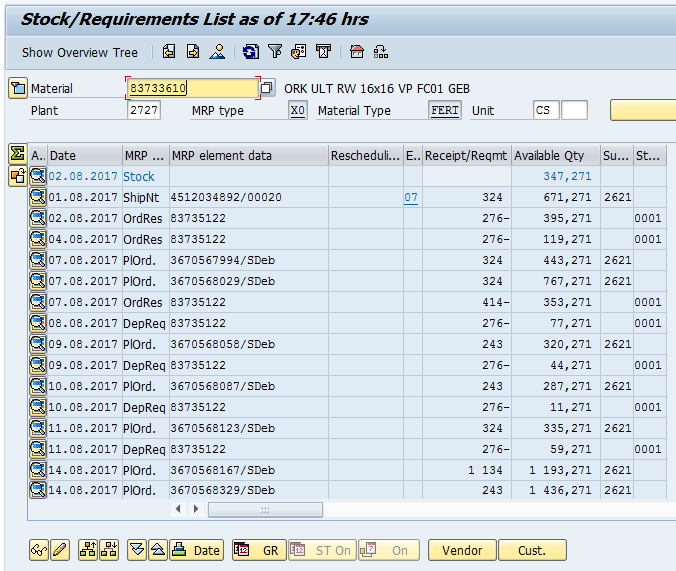 Stock/Requirements List as of 17:46 hrs
Show Overview Tree
Material 83733610 ORK ULT RW 16x16 VP FC01 GEB
Plant 2727 MRP type X0 Material Type FERT Unit CS
A.. Date MRP ... MRP element data Rescheduli... E.. Receipt/Reqmt Available Qty Su... St...
02.08.2017 Stock 347,271
01.08.2017 ShipNt 4512034892/00020 07 324 671,271 2621
02.08.2017 OrdRes 83735122 276- 395,271 0001
04.08.2017 OrdRes 83735122 276- 119,271 0001
07.08.2017 PlOrd. 3670567994/SDeb 324 443,271 2621
07.08.2017 PlOrd. 3670568029/SDeb 324 767,271 2621
07.08.2017 OrdRes 83735122 414- 353,271 0001
08.08.2017 DepReq 83735122 276- 77,271 0001
09.08.2017 PlOrd. 3670568058/SDeb 243 320,271 2621
09.08.2017 DepReq 83735122 276- 44,271 0001
10.08.2017 PlOrd. 3670568087/SDeb 243 287,271 2621
10.08.2017 DepReq 83735122 276- 11,271 0001
11.08.2017 PlOrd. 3670568123/SDeb 324 335,271 2621
11.08.2017 DepReq 83735122 276- 59,271 0001
14.08.2017 PlOrd. 3670568167/SDeb 1 134 1 193,271 2621
14.08.2017 PlOrd. 3670568329/SDeb 243 1 436,271 2621
Date GR ST On On Vendor Cust.